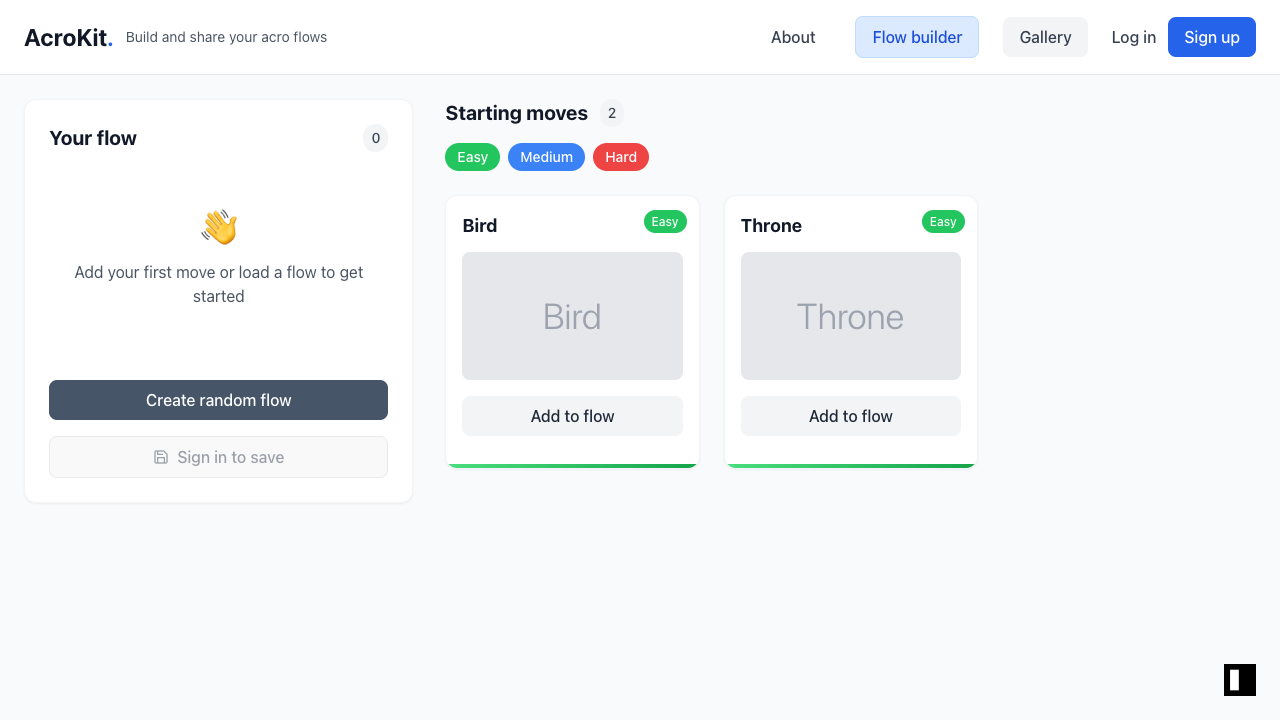 AcroKit.
Build and share your acro flows
About
Flow builder
Gallery
Log in
Sign up
Your flow
0
Add your first move or load a flow to get
started
Create random flow
Sign in to save
Starting moves
2
Easy
Medium
Hard
Bird
Easy
Bird
Add to flow
Throne
Easy
Throne
Add to flow